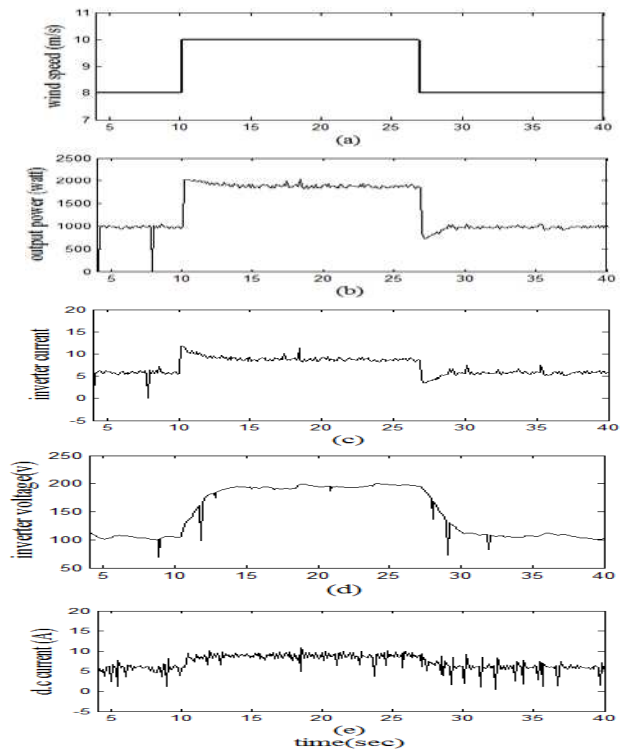 wind speed (m/s)
11
10
9
8
7
5 10 15 20 25 30 35 40
(a)
output power (watt)
2500
2000
1500
1000
500
0
5 10 15 20 25 30 35 40
(b)
inverter current
20
15
10
5
0
-5
5 10 15 20 25 30 35 40
(c)
inverter voltage(v)
250
200
150
100
50
5 10 15 20 25 30 35 40
(d)
d.c current (A)
20
15
10
5
0
-5
5 10 15 20 25 30 35 40
(e)
time(sec)